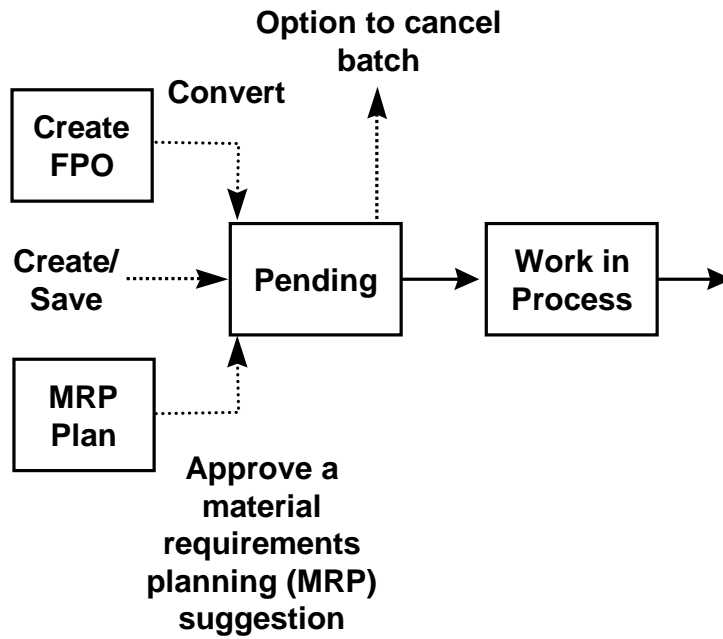 Option to cancel
batch
Convert
Create
FPO
Create/
Save
Pending
Work in
Process
MRP
Plan
Approve a
material
requirements
planning (MRP)
suggestion